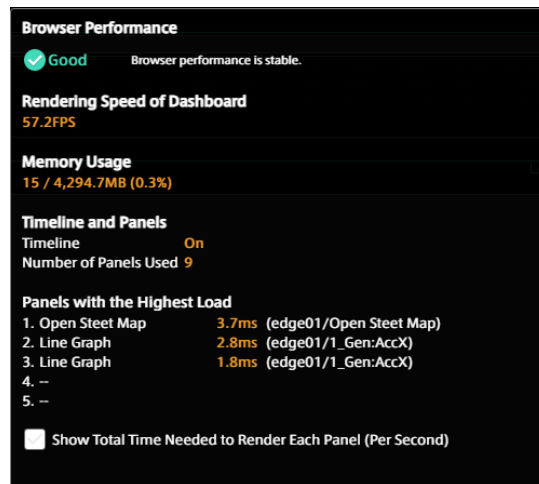 Browser Performance
Good Browser performance is stable.
Rendering Speed of Dashboard
57.2FPS
Memory Usage
15 / 4,294.7MB (0.3%)
Timeline and Panels
Timeline On
Number of Panels Used 9
Panels with the Highest Load
1. Open Steet Map 3.7ms (edge01/Open Steet Map)
2. Line Graph 2.8ms (edge01/1_Gen:AccX)
3. Line Graph 1.8ms (edge01/1_Gen:AccX)
4. --
5. --
Show Total Time Needed to Render Each Panel (Per Second)